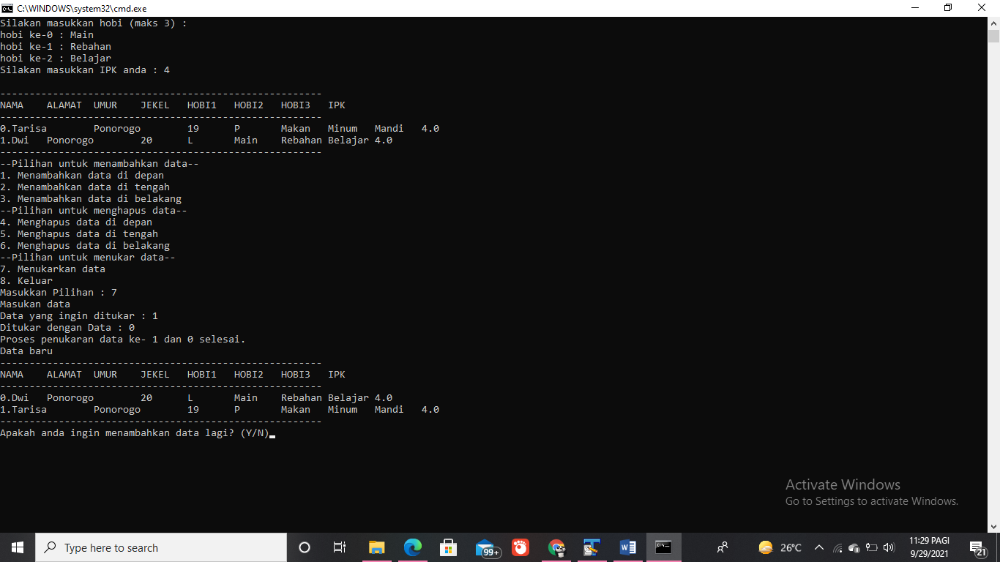 C:\WINDOWS\system32\cmd.exe
Silakan masukkan hobi (maks 3) :
hobi ke-0 : Main
hobi ke-1 : Rebahan
hobi ke-2 : Belajar
Silakan masukkan IPK anda : 4
-------------------------------------------------------
NAMA    ALAMAT  UMUR    JEKEL   HOBI1   HOBI2   HOBI3   IPK
-------------------------------------------------------
0.Tarisa        Ponorogo        19      P       Makan   Minum   Mandi   4.0
1.Dwi   Ponorogo        20      L       Main    Rebahan Belajar 4.0
-------------------------------------------------------
--Pilihan untuk menambahkan data--
1. Menambahkan data di depan
2. Menambahkan data di tengah
3. Menambahkan data di belakang
--Pilihan untuk menghapus data--
4. Menghapus data di depan
5. Menghapus data di tengah
6. Menghapus data di belakang
--Pilihan untuk menukar data--
7. Menukarkan data
8. Keluar
Masukkan Pilihan : 7
Masukan data
Data yang ingin ditukar : 1
Ditukar dengan Data : 0
Proses penukaran data ke- 1 dan 0 selesai.
Data baru
-------------------------------------------------------
NAMA    ALAMAT  UMUR    JEKEL   HOBI1   HOBI2   HOBI3   IPK
-------------------------------------------------------
0.Dwi   Ponorogo        20      L       Main    Rebahan Belajar 4.0
1.Tarisa        Ponorogo        19      P       Makan   Minum   Mandi   4.0
-------------------------------------------------------
Apakah anda ingin menambahkan data lagi? (Y/N)
Activate Windows
Go to Settings to activate Windows.
Type here to search
99+
26°C
11:29 PAGI
9/29/2021
21